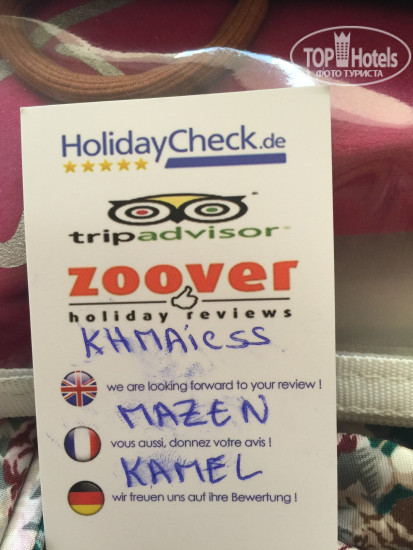 TOP Hotels
ФОТО ТУРИСТА
HolidayCheck.de
tripadvisor
zoover
holiday reviews
KHMAiess
we are looking forward to your review !
MAZEN
vous aussi, donnez votre avis !
KAMEL
wir freuen uns auf ihre Bewertung !